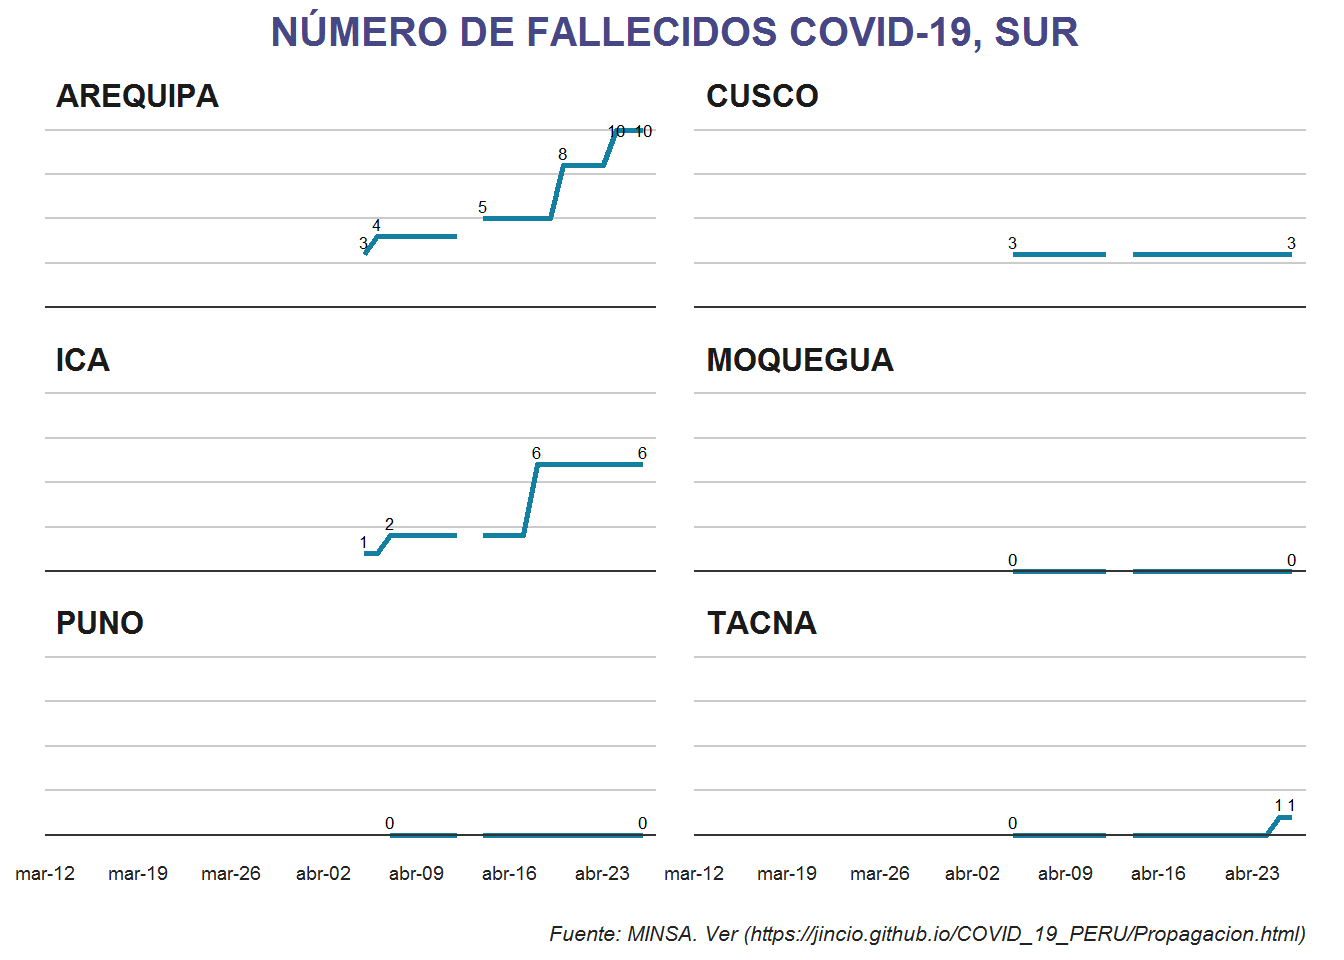 NÚMERO DE FALLECIDOS COVID-19, SUR
AREQUIPA
3
4
5
8
10
10
CUSCO
3
3
ICA
1
2
6
6
MOQUEGUA
0
0
PUNO
0
0
TACNA
0
1
1
mar-12 mar-19 mar-26 abr-02 abr-09 abr-16 abr-23
mar-12 mar-19 mar-26 abr-02 abr-09 abr-16 abr-23
Fuente: MINSA. Ver (https://jincio.github.io/COVID_19_PERU/Propagacion.html)